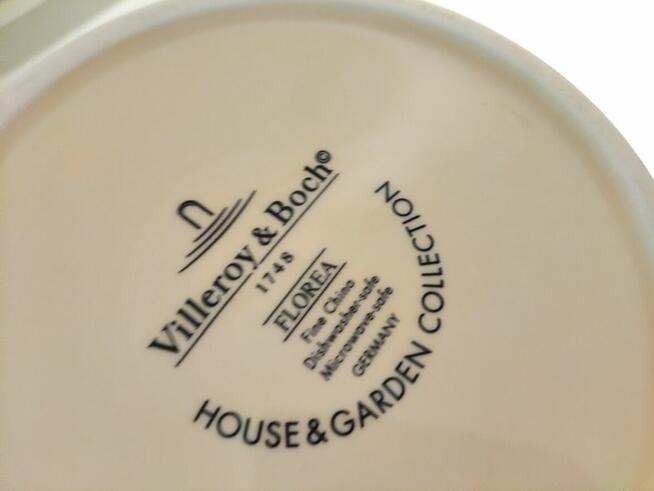 Villeroy & Boch©
1748
FLOREA
Fine China
Dishwasher-safe
Microwave-safe
GERMANY
HOUSE & GARDEN COLLECTION